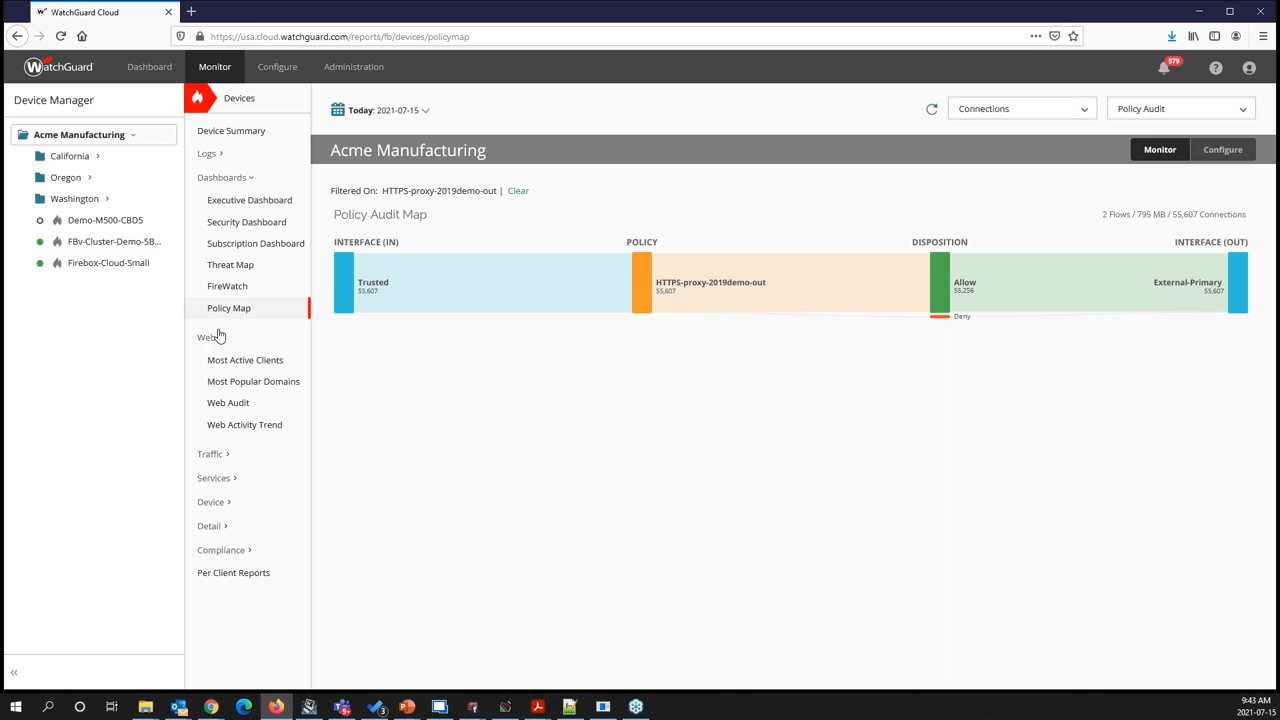 WatchGuard Cloud
https://usa.cloud.watchguard.com/reports/fb/devices/policymap
WatchGuard
Dashboard
Monitor
Configure
Administration
579
Device Manager
Acme Manufacturing
California
Oregon
Washington
Demo-M500-CBD5
FBv-Cluster-Demo-5B...
Firebox-Cloud-Small
Devices
Device Summary
Logs
Dashboards
Executive Dashboard
Security Dashboard
Subscription Dashboard
Threat Map
FireWatch
Policy Map
Web
Most Active Clients
Most Popular Domains
Web Audit
Web Activity Trend
Traffic
Services
Device
Detail
Compliance
Per Client Reports
Today: 2021-07-15
Connections
Policy Audit
Acme Manufacturing
Monitor
Configure
Filtered On: HTTPS-proxy-2019demo-out | Clear
Policy Audit Map
2 Flows / 795 MB / 55,607 Connections
INTERFACE (IN)
POLICY
DISPOSITION
INTERFACE (OUT)
Trusted
55,607
HTTPS-proxy-2019demo-out
55,607
Allow
55,256
External-Primary
55,607
Deny
9:43 AM
2021-07-15